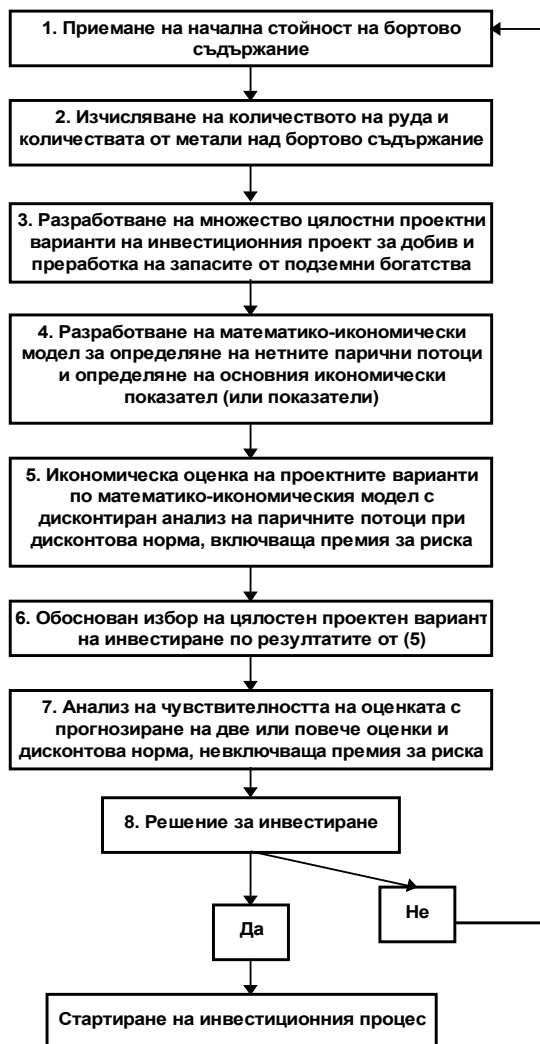 1. Приемане на начална стойност на бортово
съдържание
2. Изчисляване на количеството на руда и
количествата от метали над бортово съдържание
3. Разработване на множество цялостни проектни
варианти на инвестиционния проект за добив и
преработка на запасите от подземни богатства
4. Разработване на математико-икономически
модел за определяне на нетните парични потоци
и определяне на основния икономически
показател (или показатели)
5. Икономическа оценка на проектните варианти
по математико-икономическия модел с
дисконтиран анализ на паричните потоци при
дисконтова норма, включваща премия за риска
6. Обоснован избор на цялостен проектен вариант
на инвестиране по резултатите от (5)
7. Анализ на чувствителността на оценката с
прогнозиране на две или повече оценки и
дисконтова норма, невключваща премия за риска
8. Решение за инвестиране
Не
Да
Стартиране на инвестиционния процес